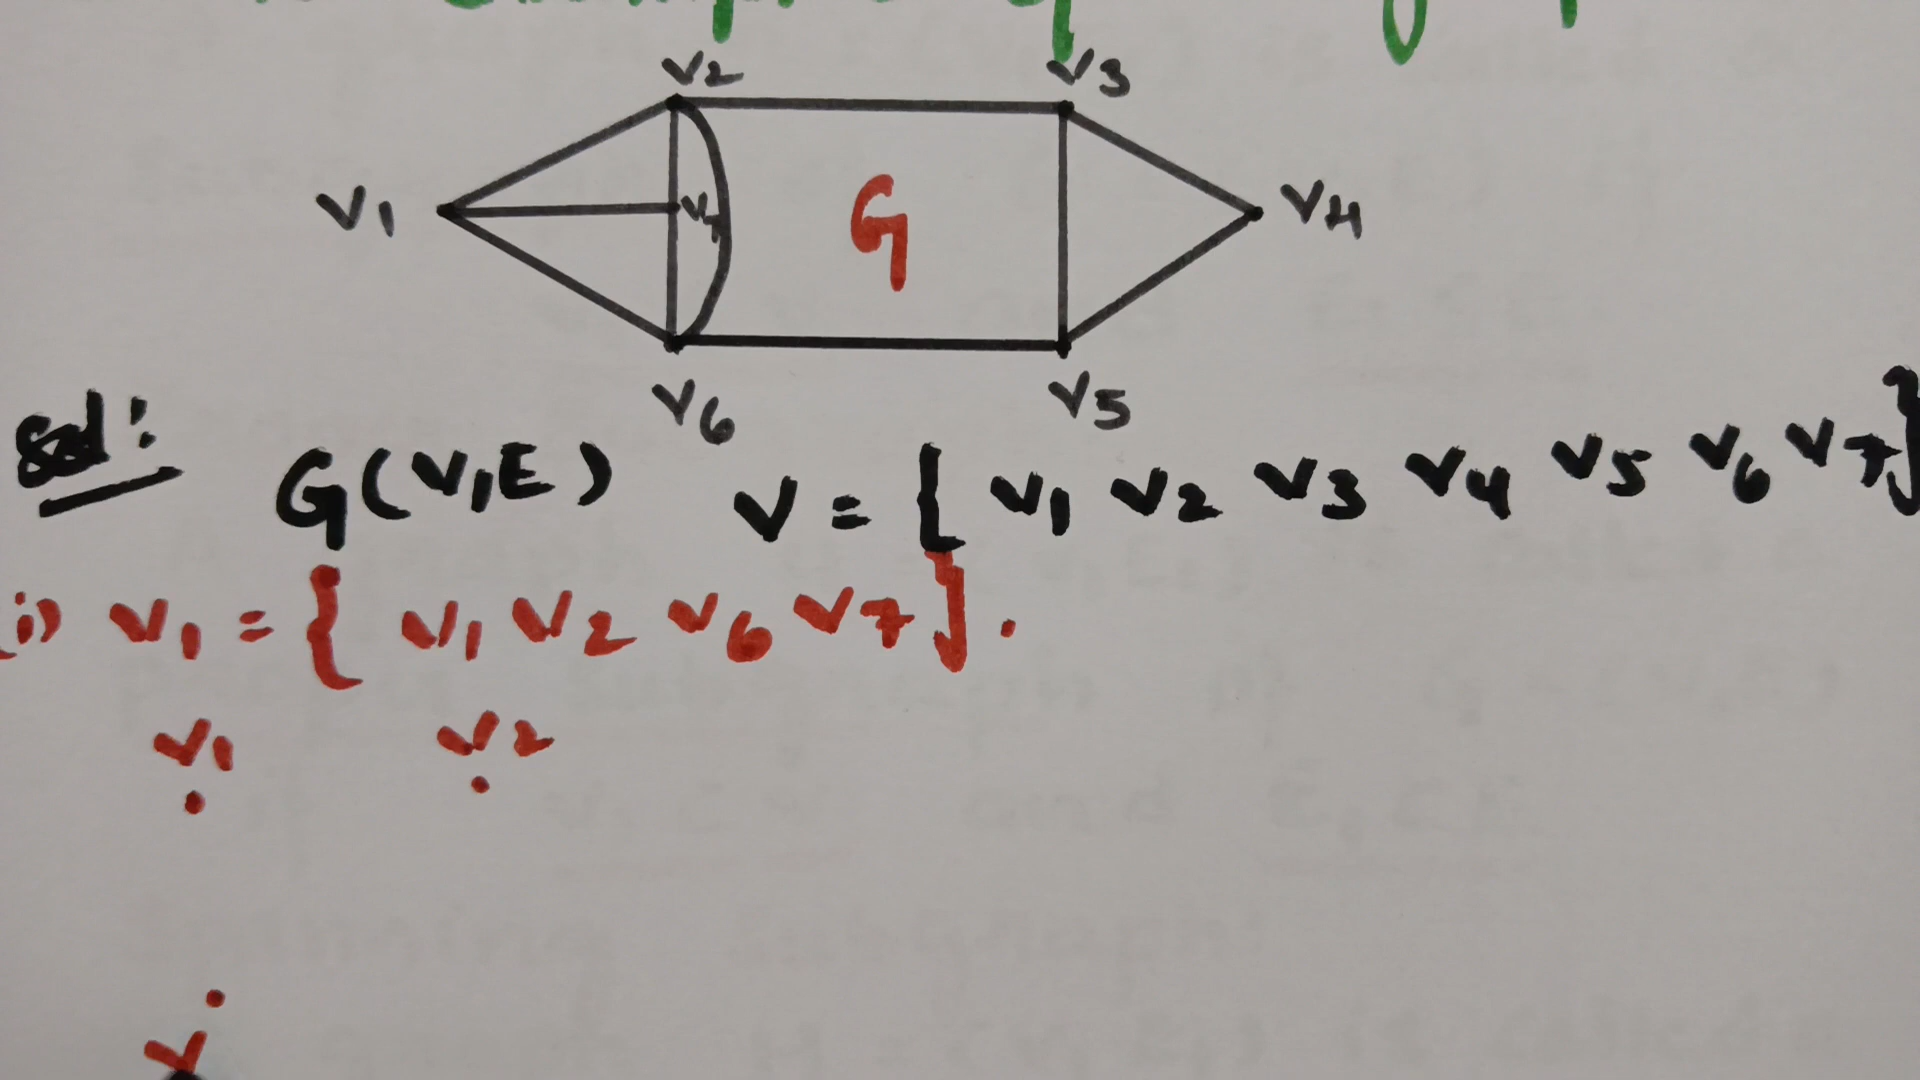 V2 V3
V1 V7 G V4
V6 V5
Sol:
G(V,E) V = { V1 V2 V3 V4 V5 V6 V7 }
i) V1 = { V1 V2 V6 V7 } .
V1 V2
V